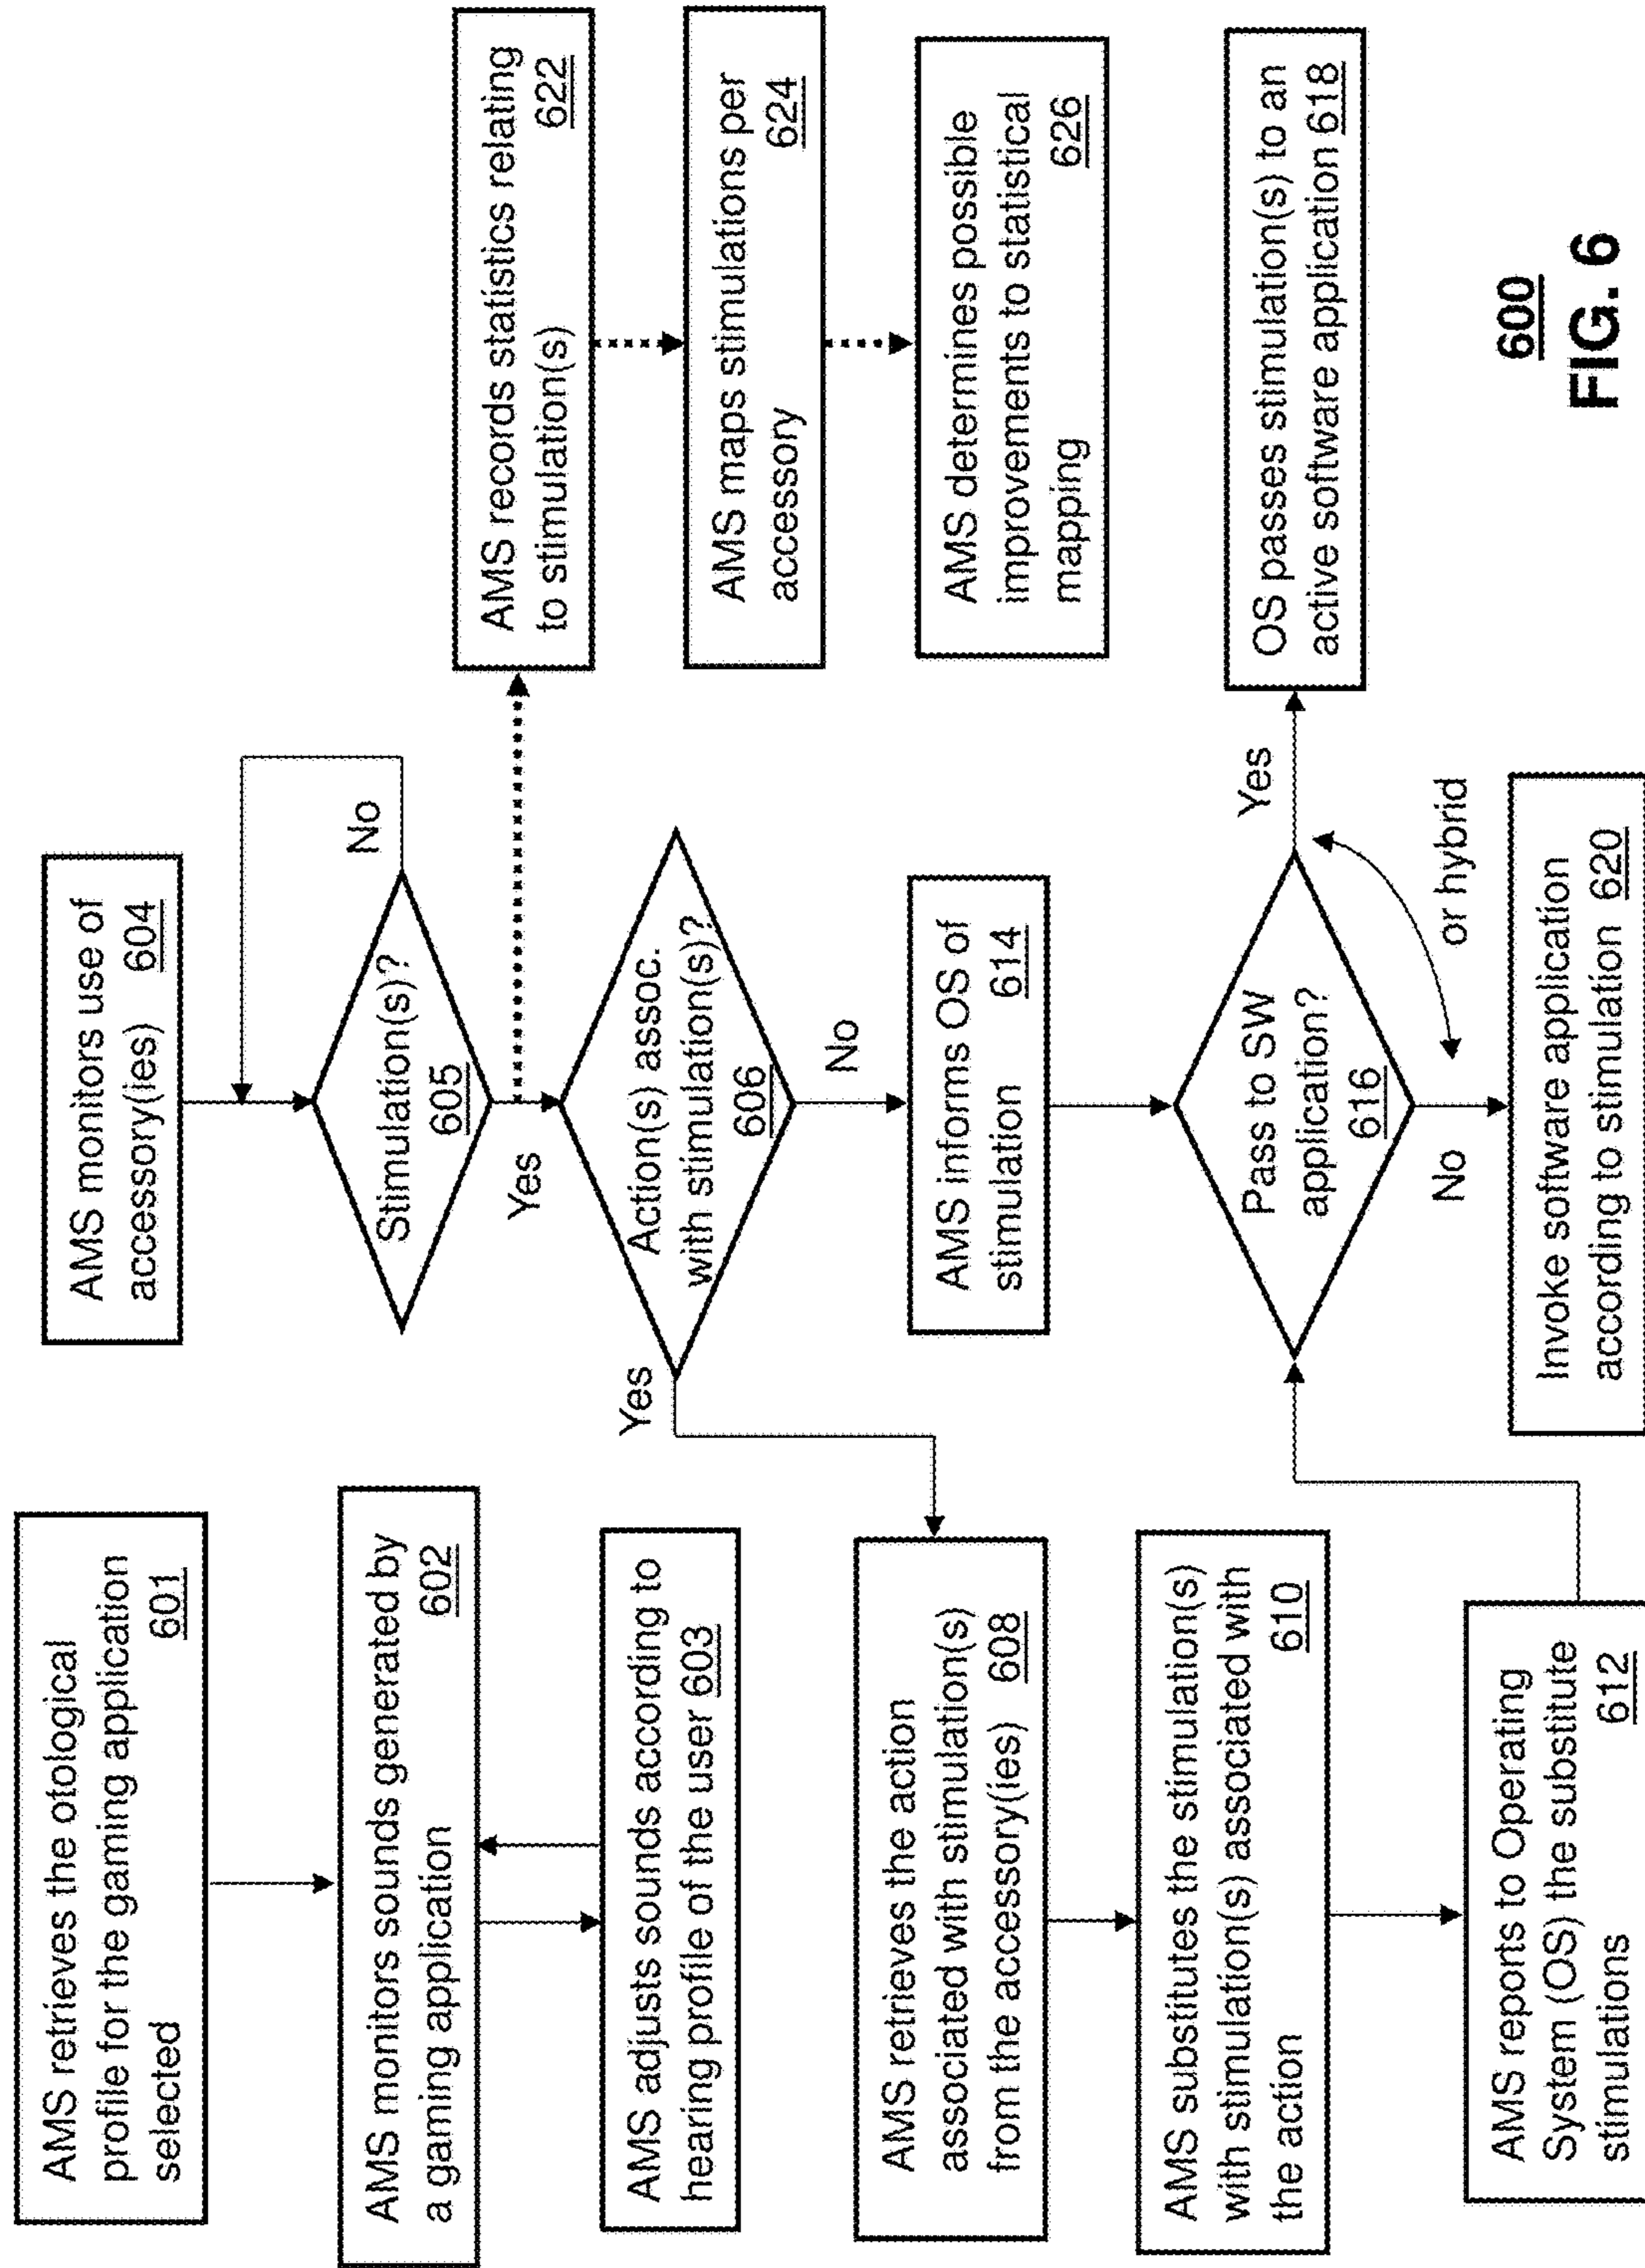 AMS retrieves the otological
profile for the gaming application
selected 601
AMS monitors sounds generated by
a gaming application 602
AMS adjusts sounds according to
hearing profile of the user 603
AMS monitors use of
accessory(ies) 604
Stimulation(s)?
605
No
Yes
Action(s) assoc.
with stimulation(s)?
606
Yes
No
AMS retrieves the action
associated with stimulation(s)
from the accessory(ies) 608
AMS substitutes the stimulation(s)
with stimulation(s) associated with
the action 610
AMS reports to Operating
System (OS) the substitute
stimulations 612
AMS informs OS of
stimulation 614
Pass to SW
application?
616
Yes
No
or hybrid
OS passes stimulation(s) to an
active software application 618
Invoke software application
according to stimulation 620
AMS records statistics relating
to stimulation(s) 622
AMS maps stimulations per
accessory 624
AMS determines possible
improvements to statistical
mapping 626
600
FIG. 6